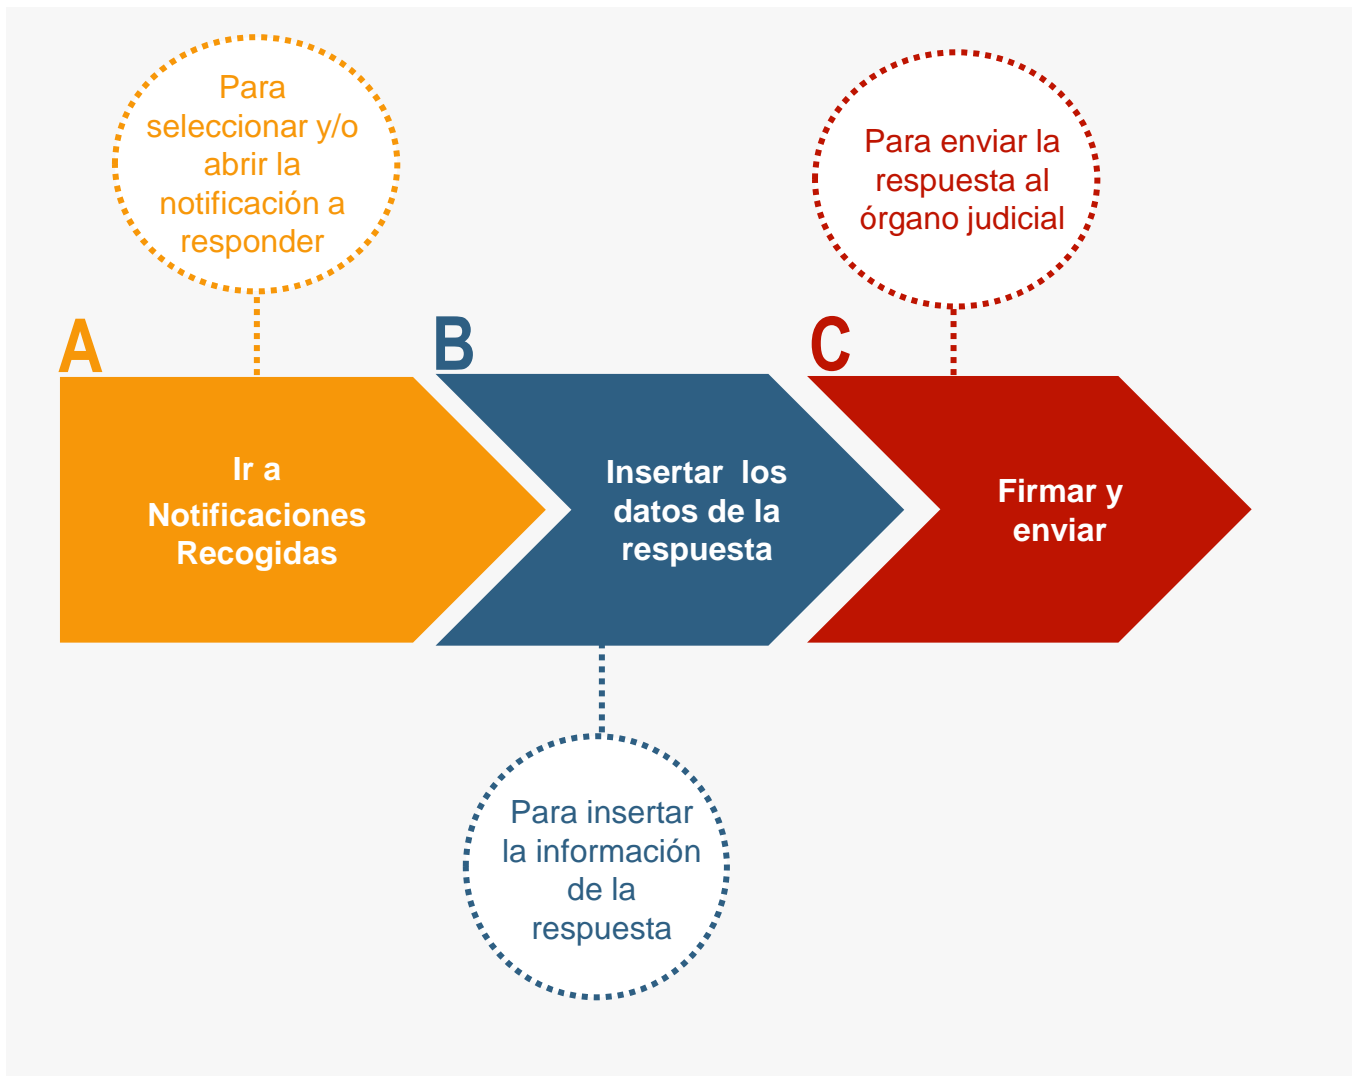 Para
seleccionar y/o
abrir la
notificación a
responder
A
Ir a
Notificaciones
Recogidas
B
Insertar  los
datos de la
respuesta
Para insertar
la información
de la
respuesta
Para enviar la
respuesta al
órgano judicial
C
Firmar y
enviar